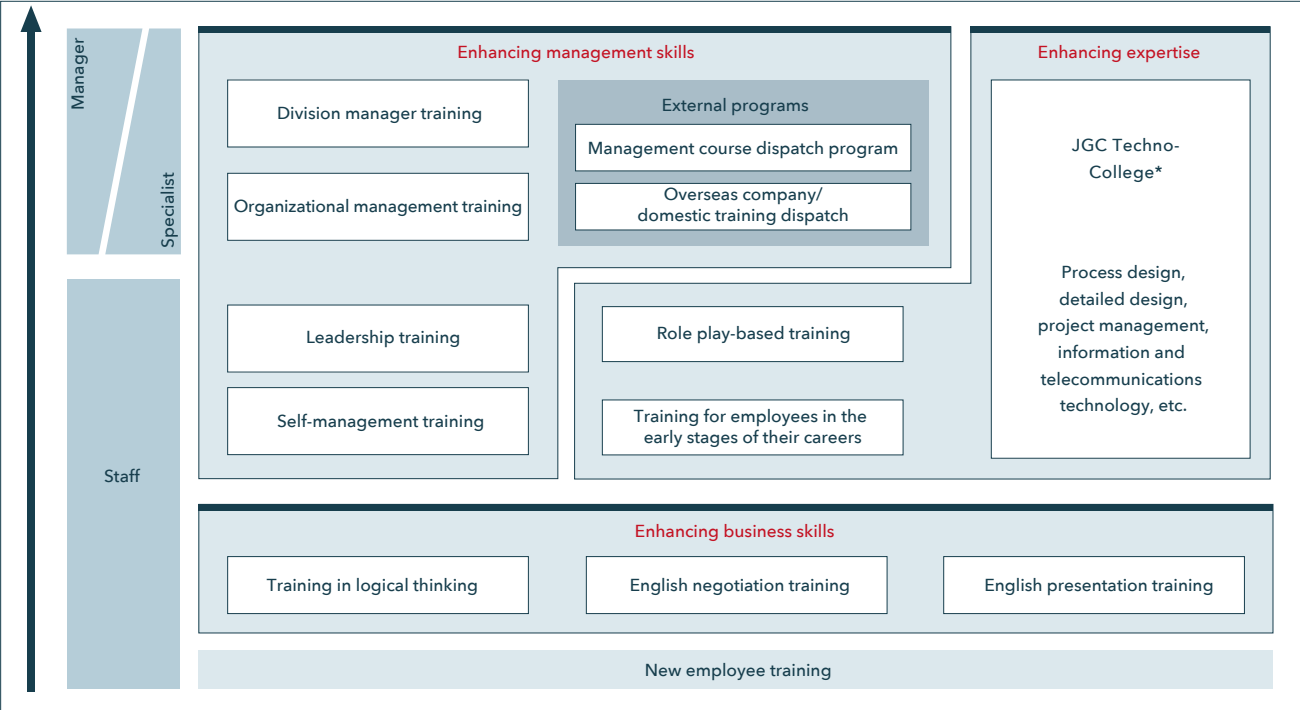 Manager
Specialist
Staff
Enhancing management skills
Division manager training
Organizational management training
External programs
Management course dispatch program
Overseas company/
domestic training dispatch
Leadership training
Self-management training
Enhancing expertise
JGC Techno-
College*
Process design,
detailed design,
project management,
information and
telecommunications
technology, etc.
Role play-based training
Training for employees in the
early stages of their careers
Enhancing business skills
Training in logical thinking
English negotiation training
English presentation training
New employee training